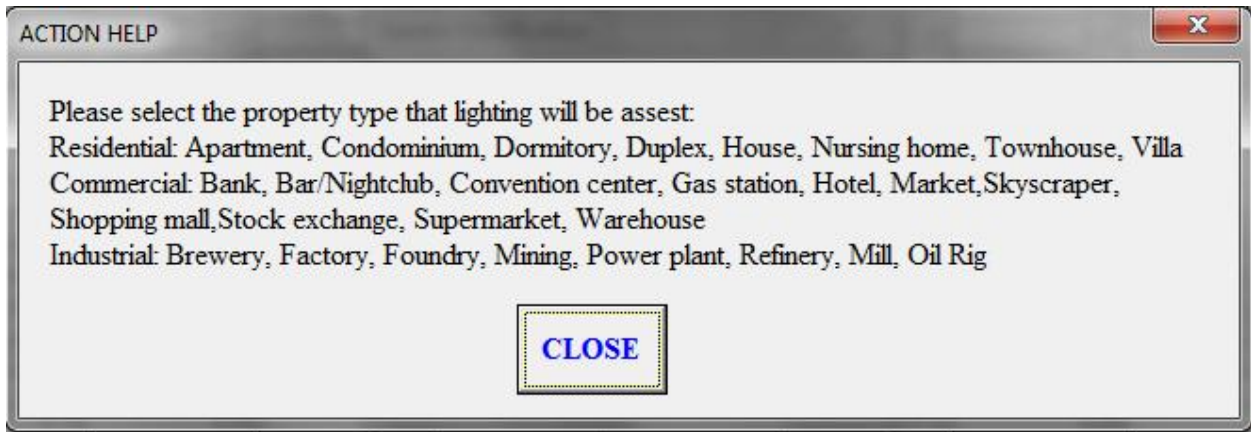 ACTION HELP
Please select the property type that lighting will be assest:
Residential: Apartment, Condominium, Dormitory, Duplex, House, Nursing home, Townhouse, Villa
Commercial: Bank, Bar/Nightclub, Convention center, Gas station, Hotel, Market,Skyscraper,
Shopping mall,Stock exchange, Supermarket, Warehouse
Industrial: Brewery, Factory, Foundry, Mining, Power plant, Refinery, Mill, Oil Rig
CLOSE